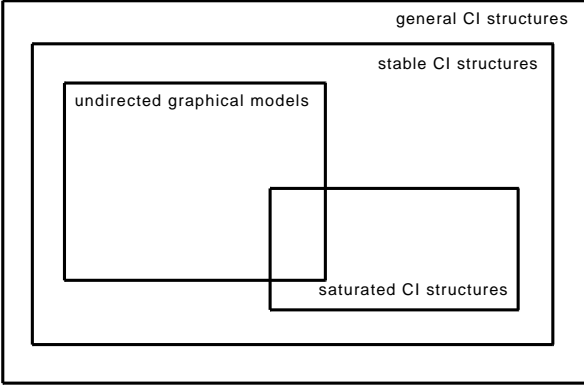 general CI structures
stable CI structures
undirected graphical models
saturated CI structures